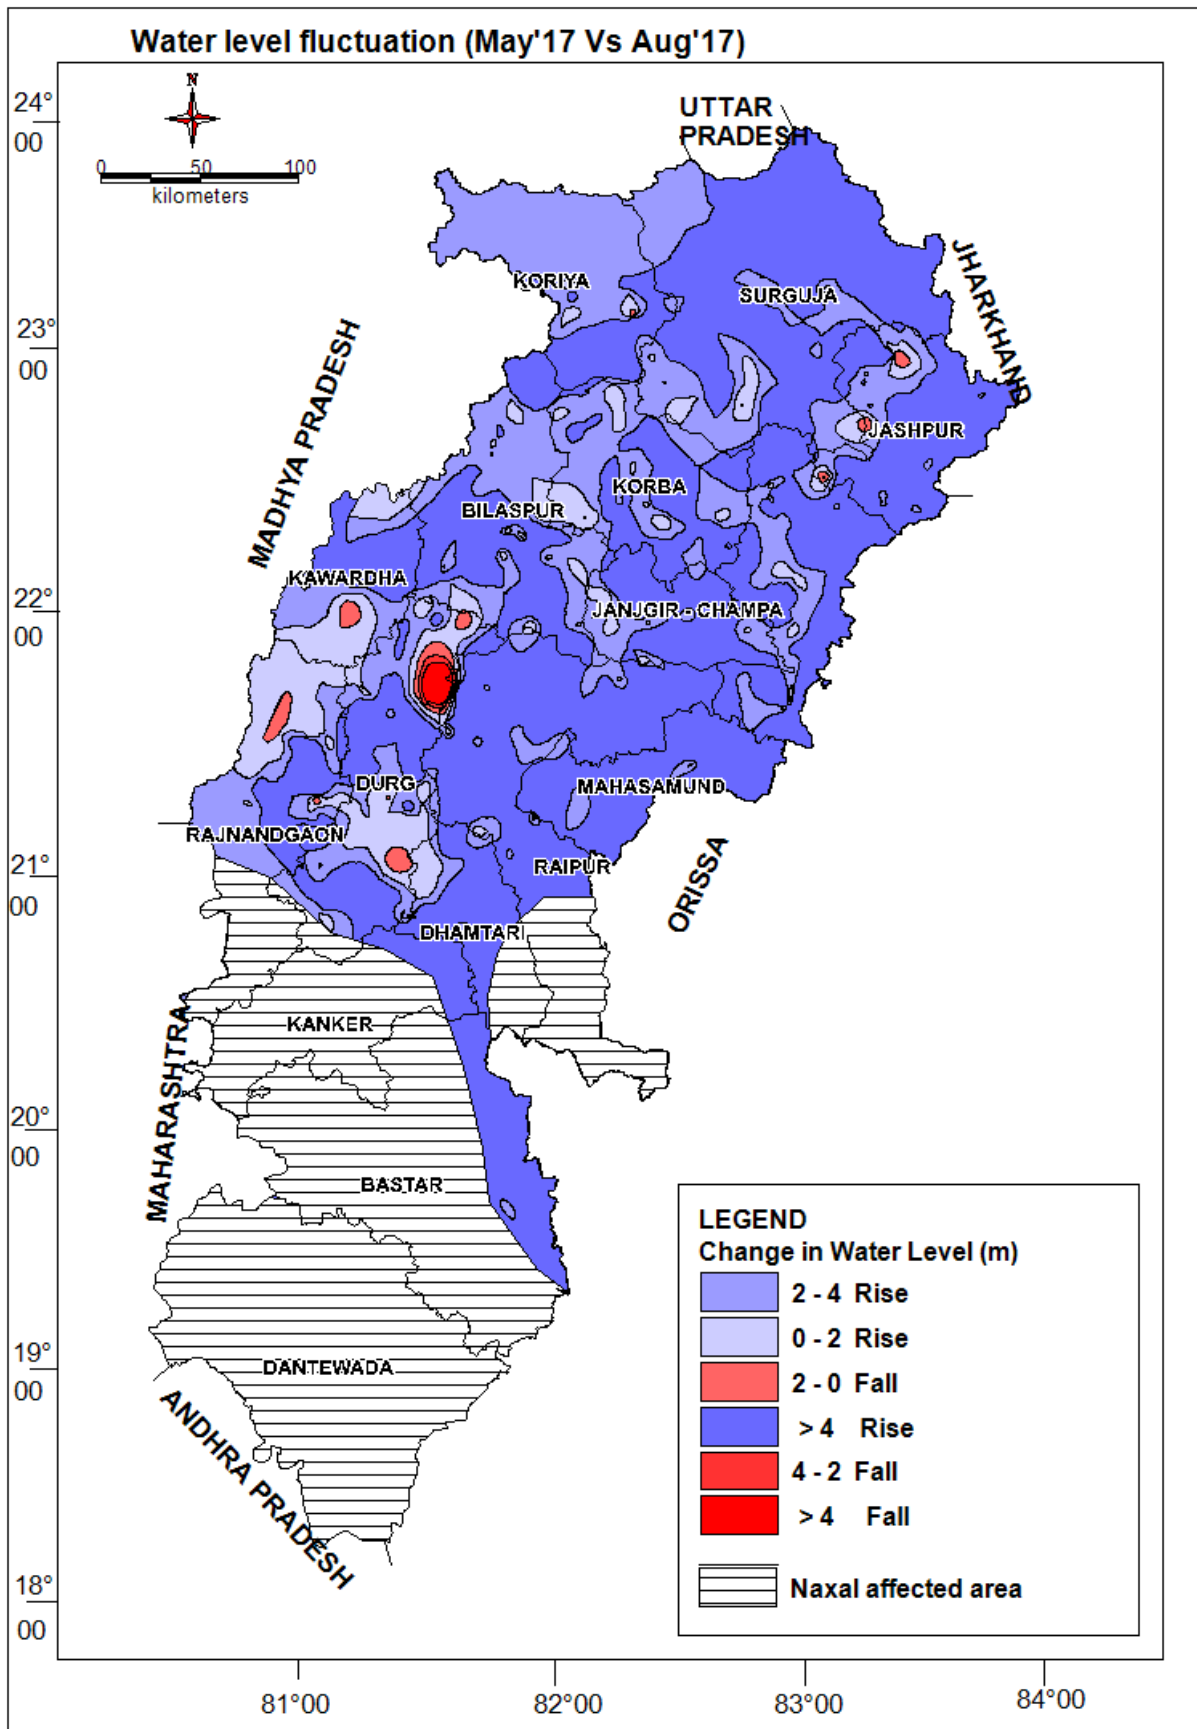 Water level fluctuation (May'17 Vs Aug'17)
N
0 50 100
kilometers
24°
00
23°
00
22°
00
21°
00
20°
00
19°
00
18°
00
UTTAR
PRADESH
JHARKHAND
MADHYA PRADESH
ORISSA
MAHARASHTRA
ANDHRA PRADESH
KORIYA
SURGUJA
JASHPUR
KORBA
BILASPUR
KAWARDHA
JANJGIR - CHAMPA
DURG
MAHASAMUND
RAJNANDGAON
RAIPUR
DHAMTARI
KANKER
BASTAR
DANTEWADA
LEGEND
Change in Water Level (m)
2 - 4 Rise
0 - 2 Rise
2 - 0 Fall
> 4 Rise
4 - 2 Fall
> 4 Fall
Naxal affected area
81°00 82°00 83°00 84°00